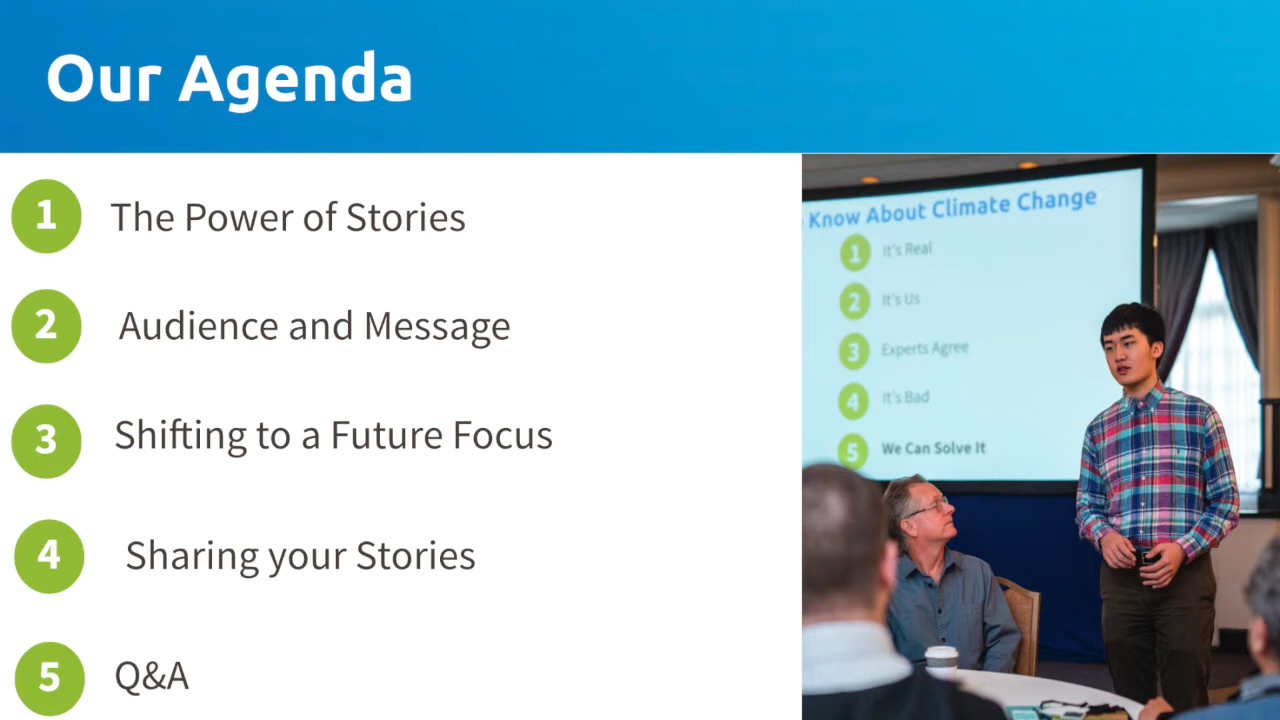 Our Agenda
1 The Power of Stories
2 Audience and Message
3 Shifting to a Future Focus
4 Sharing your Stories
5 Q&A
Know About Climate Change
1 It's Real
2 It's Us
3 Experts Agree
4 It's Bad
5 We Can Solve It